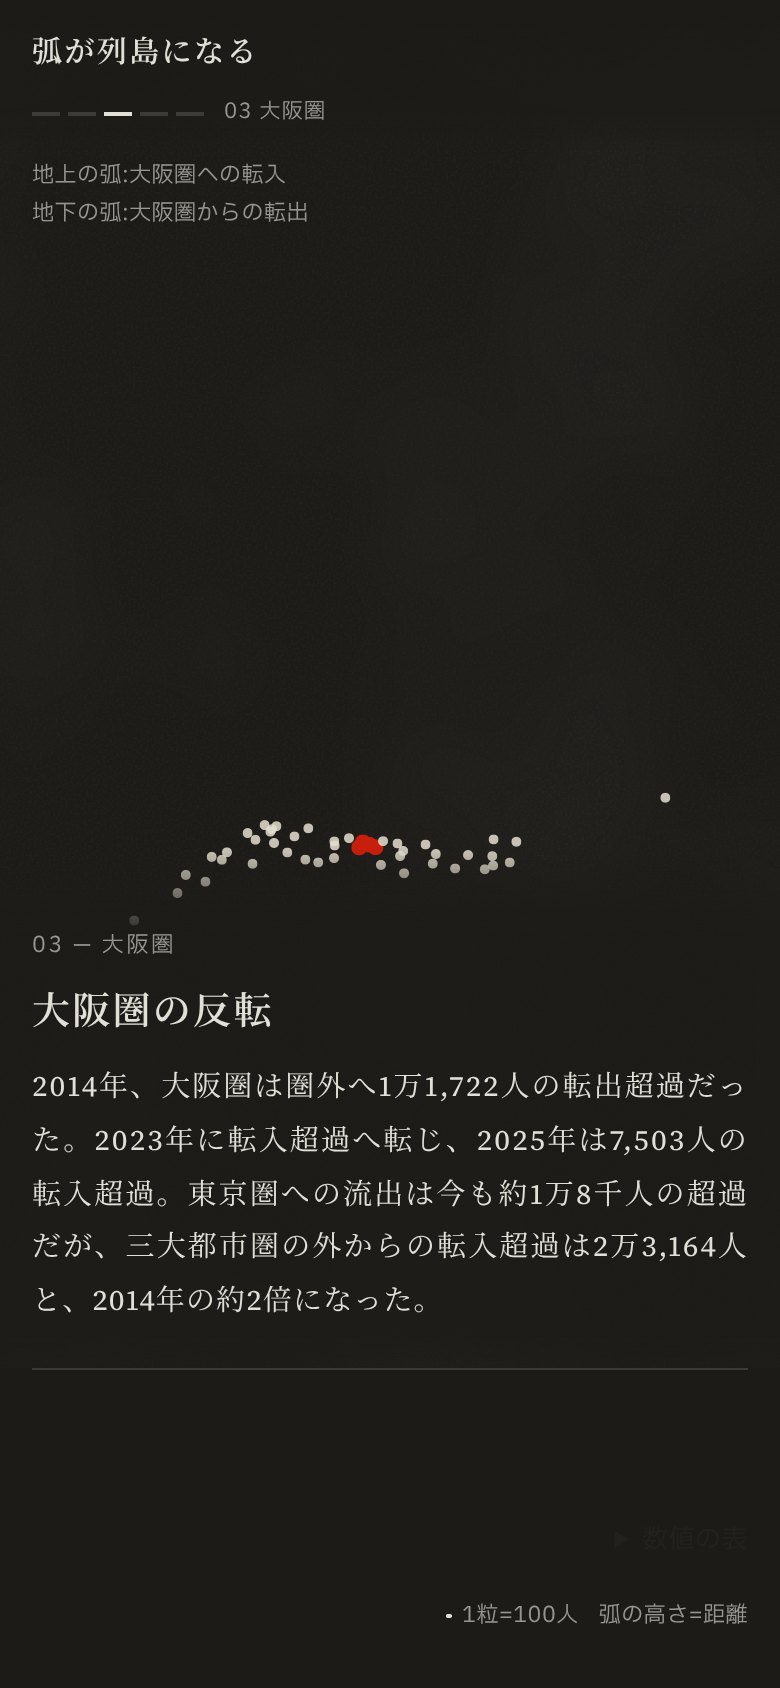 弧が列島になる
03 大阪圏
地上の弧:大阪圏への転入
地下の弧:大阪圏からの転出
03 — 大阪圏
大阪圏の反転
2014年、大阪圏は圏外へ1万1,722人の転出超過だっ
た。2023年に転入超過へ転じ、2025年は7,503人の
転入超過。東京圏への流出は今も約1万8千人の超過
だが、三大都市圏の外からの転入超過は2万3,164人
と、2014年の約2倍になった。
▶ 数値の表
1粒=100人 弧の高さ=距離